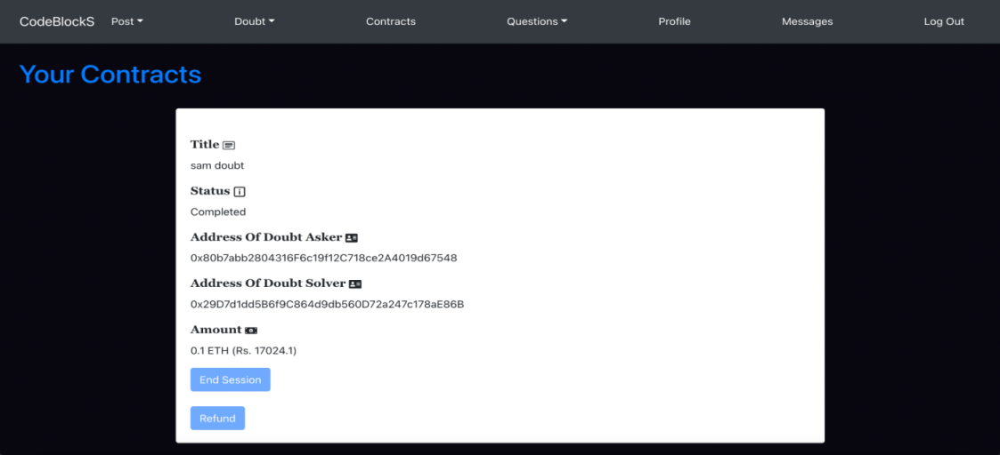 CodeBlockS Post Doubt Contracts Questions Profile Messages Log Out
Your Contracts
Title
sam doubt
Status
Completed
Address Of Doubt Asker
0x80b7abb2804316F6c19f12C718ce2A4019d67548
Address Of Doubt Solver
0x29D7d1dd5B6f9C864d9db560D72a247c178aE86B
Amount
0.1 ETH (Rs. 17024.1)
End Session
Refund